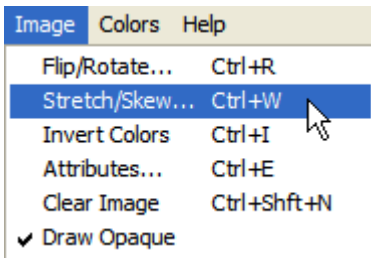 Image Colors Help
Flip/Rotate... Ctrl+R
Stretch/Skew... Ctrl+W
Invert Colors Ctrl+I
Attributes... Ctrl+E
Clear Image Ctrl+Shft+N
Draw Opaque